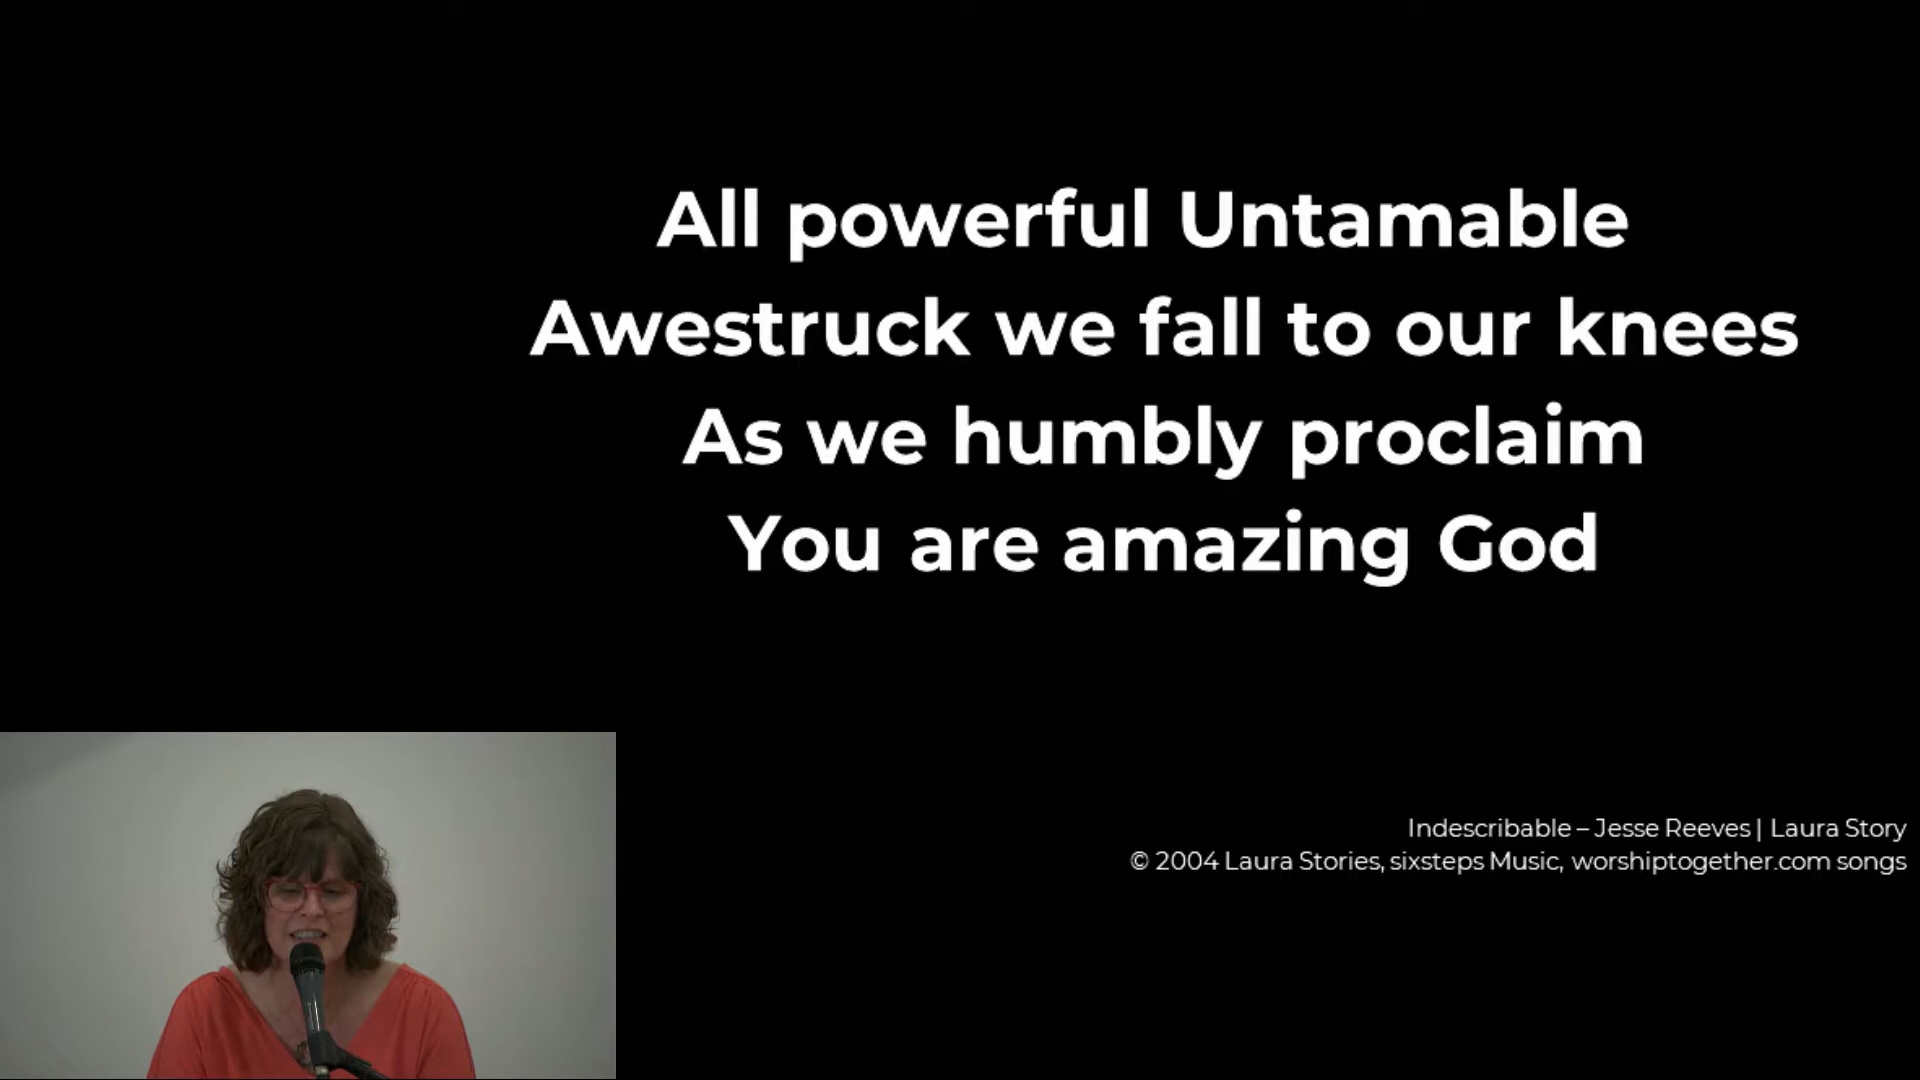 All powerful Untamable
Awestruck we fall to our knees
As we humbly proclaim
You are amazing God
Indescribable – Jesse Reeves | Laura Story
© 2004 Laura Stories, sixsteps Music, worshiptogether.com songs